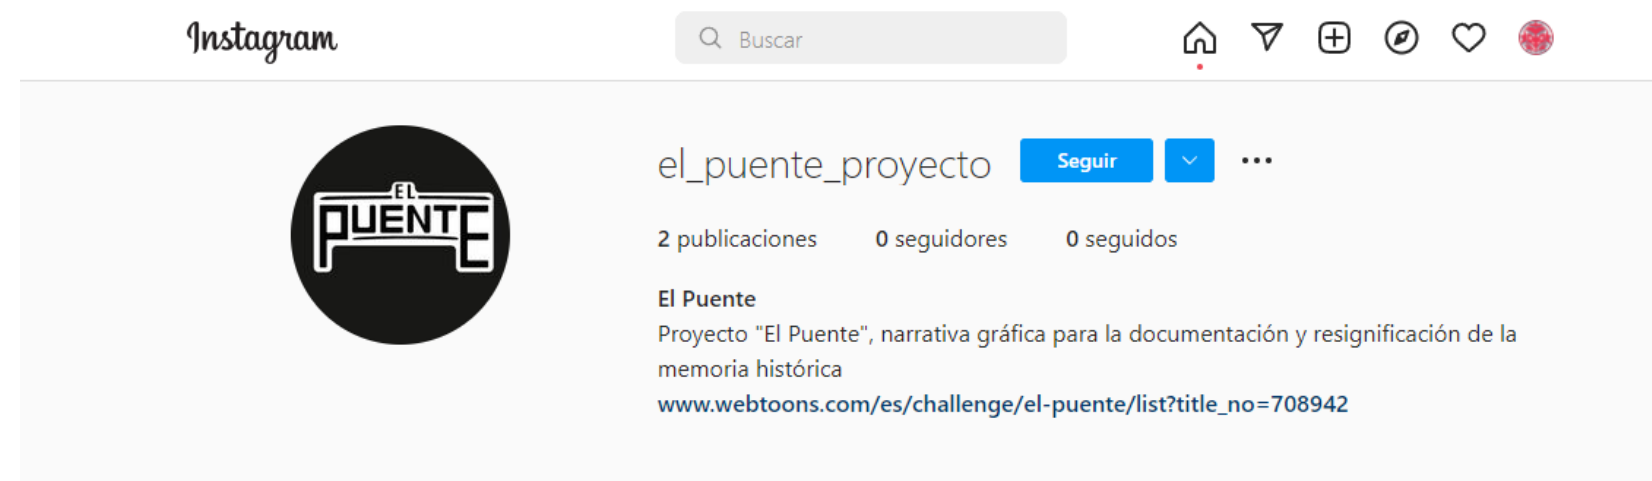 Instagram
Buscar
EL
PUENTE
el_puente_proyecto
Seguir
2 publicaciones 0 seguidores 0 seguidos
El Puente
Proyecto "El Puente", narrativa gráfica para la documentación y resignificación de la
memoria histórica
www.webtoons.com/es/challenge/el-puente/list?title_no=708942